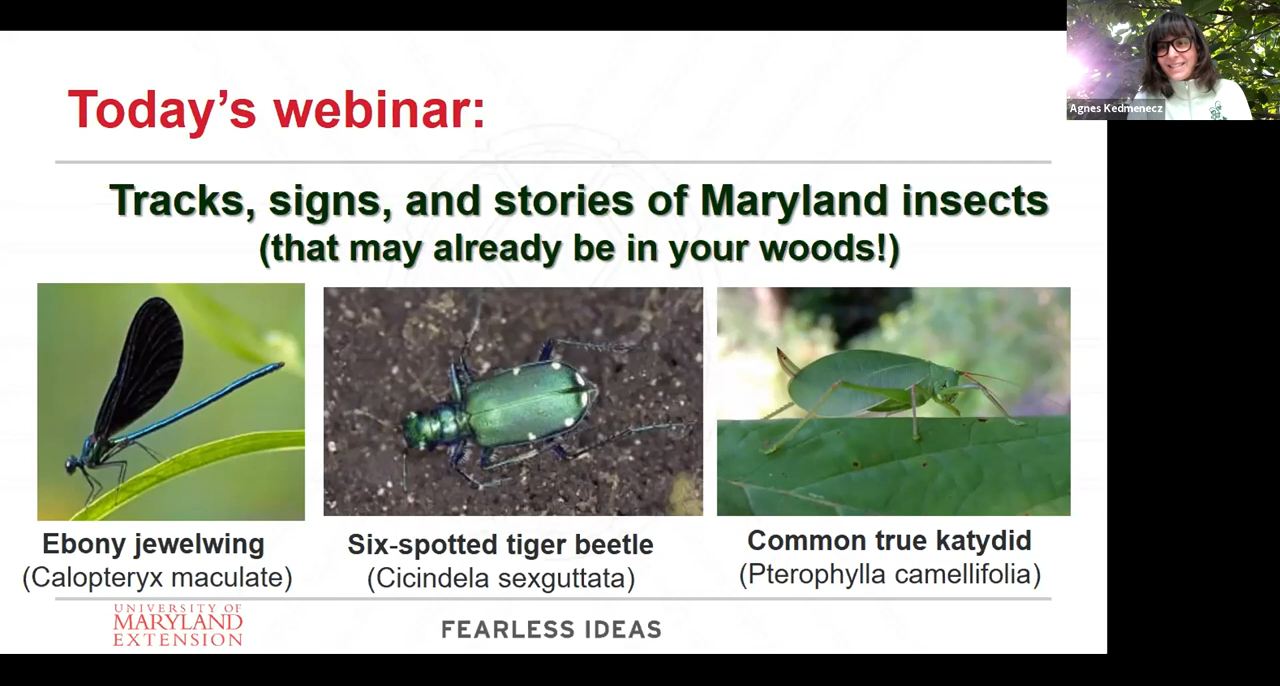 Today's webinar:
Agnes Kedmenecz
Tracks, signs, and stories of Maryland insects
(that may already be in your woods!)
Ebony jewelwing
(Calopteryx maculate)
Six-spotted tiger beetle
(Cicindela sexguttata)
Common true katydid
(Pterophylla camellifolia)
UNIVERSITY OF
MARYLAND
EXTENSION
FEARLESS IDEAS